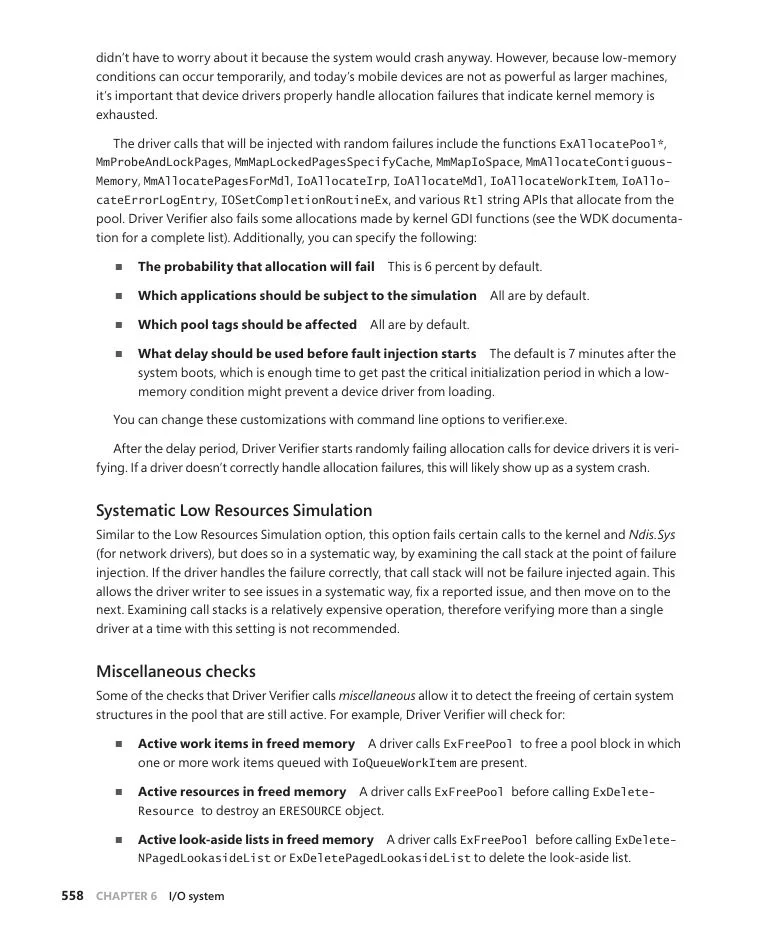 didn’t have to worry about it because the system would crash anyway. However, because low-memory
conditions can occur temporarily, and today’s mobile devices are not as powerful as larger machines,
it’s important that device drivers properly handle allocation failures that indicate kernel memory is
exhausted.
The driver calls that will be injected with random failures include the functions ExAllocatePool*,
MmProbeAndLockPages, MmMapLockedPagesSpecifyCache, MmMapIoSpace, MmAllocateContiguous-
Memory, MmAllocatePagesForMdl, IoAllocateIrp, IoAllocateMdl, IoAllocateWorkItem, IoAllo-
cateErrorLogEntry, IOSetCompletionRoutineEx, and various Rtl string APIs that allocate from the
pool. Driver Verifier also fails some allocations made by kernel GDI functions (see the WDK documenta-
tion for a complete list). Additionally, you can specify the following:
■ The probability that allocation will fail This is 6 percent by default.
■ Which applications should be subject to the simulation All are by default.
■ Which pool tags should be affected All are by default.
■ What delay should be used before fault injection starts The default is 7 minutes after the
system boots, which is enough time to get past the critical initialization period in which a low-
memory condition might prevent a device driver from loading.
You can change these customizations with command line options to verifier.exe.
After the delay period, Driver Verifier starts randomly failing allocation calls for device drivers it is veri-
fying. If a driver doesn’t correctly handle allocation failures, this will likely show up as a system crash.
Systematic Low Resources Simulation
Similar to the Low Resources Simulation option, this option fails certain calls to the kernel and Ndis.Sys
(for network drivers), but does so in a systematic way, by examining the call stack at the point of failure
injection. If the driver handles the failure correctly, that call stack will not be failure injected again. This
allows the driver writer to see issues in a systematic way, fix a reported issue, and then move on to the
next. Examining call stacks is a relatively expensive operation, therefore verifying more than a single
driver at a time with this setting is not recommended.
Miscellaneous checks
Some of the checks that Driver Verifier calls miscellaneous allow it to detect the freeing of certain system
structures in the pool that are still active. For example, Driver Verifier will check for:
■ Active work items in freed memory A driver calls ExFreePool to free a pool block in which
one or more work items queued with IoQueueWorkItem are present.
■ Active resources in freed memory A driver calls ExFreePool before calling ExDelete-
Resource to destroy an ERESOURCE object.
■ Active look-aside lists in freed memory A driver calls ExFreePool before calling ExDelete-
NPagedLookasideList or ExDeletePagedLookasideList to delete the look-aside list.
558 CHAPTER 6 I/O system